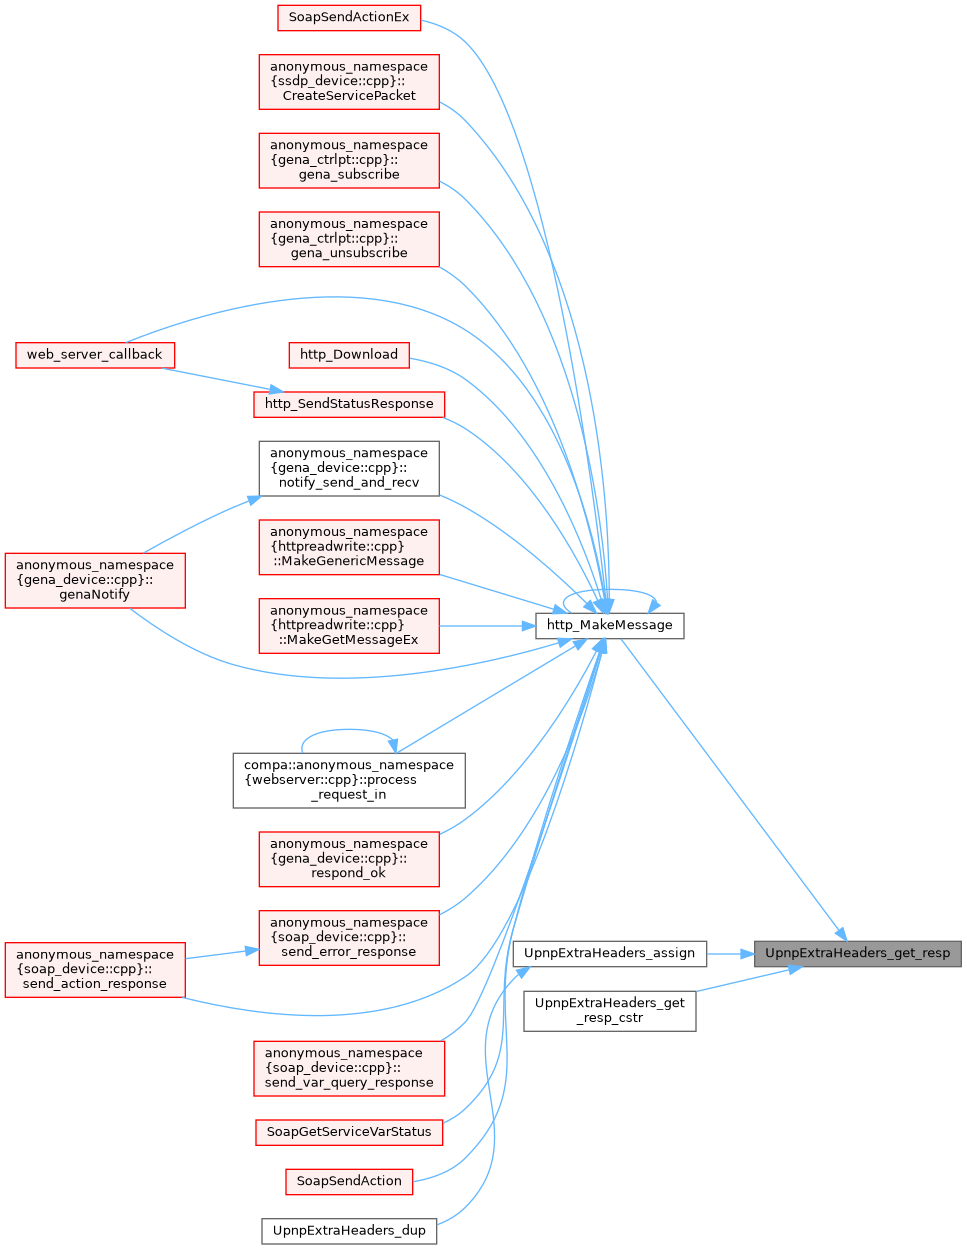 SoapSendActionEx
anonymous_namespace
{ssdp_device::cpp}::
CreateServicePacket
anonymous_namespace
{gena_ctrlpt::cpp}::
gena_subscribe
anonymous_namespace
{gena_ctrlpt::cpp}::
gena_unsubscribe
web_server_callback
http_Download
http_SendStatusResponse
anonymous_namespace
{gena_device::cpp}::
notify_send_and_recv
anonymous_namespace
{httpreadwrite::cpp}
::MakeGenericMessage
anonymous_namespace
{gena_device::cpp}::
genaNotify
anonymous_namespace
{httpreadwrite::cpp}
::MakeGetMessageEx
http_MakeMessage
compa::anonymous_namespace
{webserver::cpp}::process
_request_in
anonymous_namespace
{gena_device::cpp}::
respond_ok
anonymous_namespace
{soap_device::cpp}::
send_error_response
anonymous_namespace
{soap_device::cpp}::
send_action_response
UpnpExtraHeaders_assign
UpnpExtraHeaders_get_resp
UpnpExtraHeaders_get
_resp_cstr
anonymous_namespace
{soap_device::cpp}::
send_var_query_response
SoapGetServiceVarStatus
SoapSendAction
UpnpExtraHeaders_dup